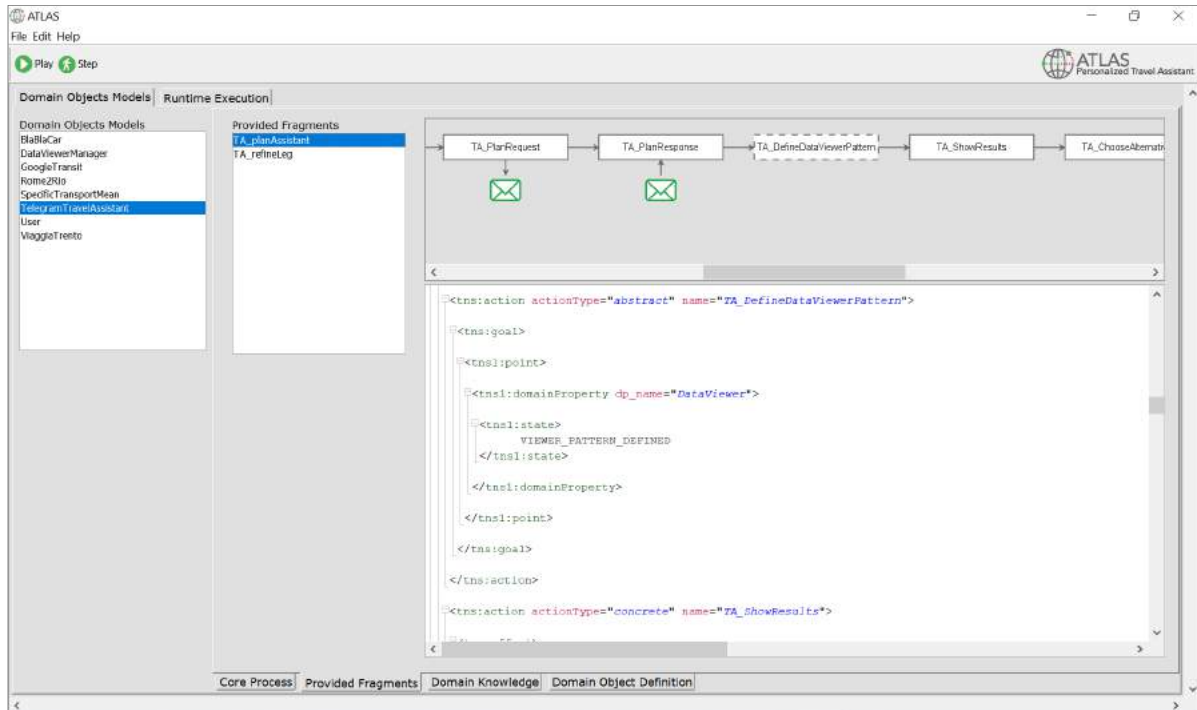 ATLAS
File Edit Help
Play Step
ATLAS
Personalized Travel Assistant
Domain Objects Models Runtime Execution
Domain Objects Models
BlaBlaCar
DataViewerManager
GoogleTransit
Rome2Rio
SpecificTransportMean
TelegramTravelAssistant
User
ViaggiaTrento
Provided Fragments
TA_planAssistant
TA_refineLeg
TA_PlanRequest TA_PlanResponse TA_DefineDataViewerPattern TA_ShowResults TA_ChooseAlternativ
<tns:action actionType="abstract" name="TA_DefineDataViewerPattern">
<tns:goal>
<tns1:point>
<tns1:domainProperty dp_name="DataViewer">
<tns1:state>
VIEWER_PATTERN_DEFINED
</tns1:state>
</tns1:domainProperty>
</tns1:point>
</tns:goal>
</tns:action>
<tns:action actionType="concrete" name="TA_ShowResults">
Core Process Provided Fragments Domain Knowledge Domain Object Definition